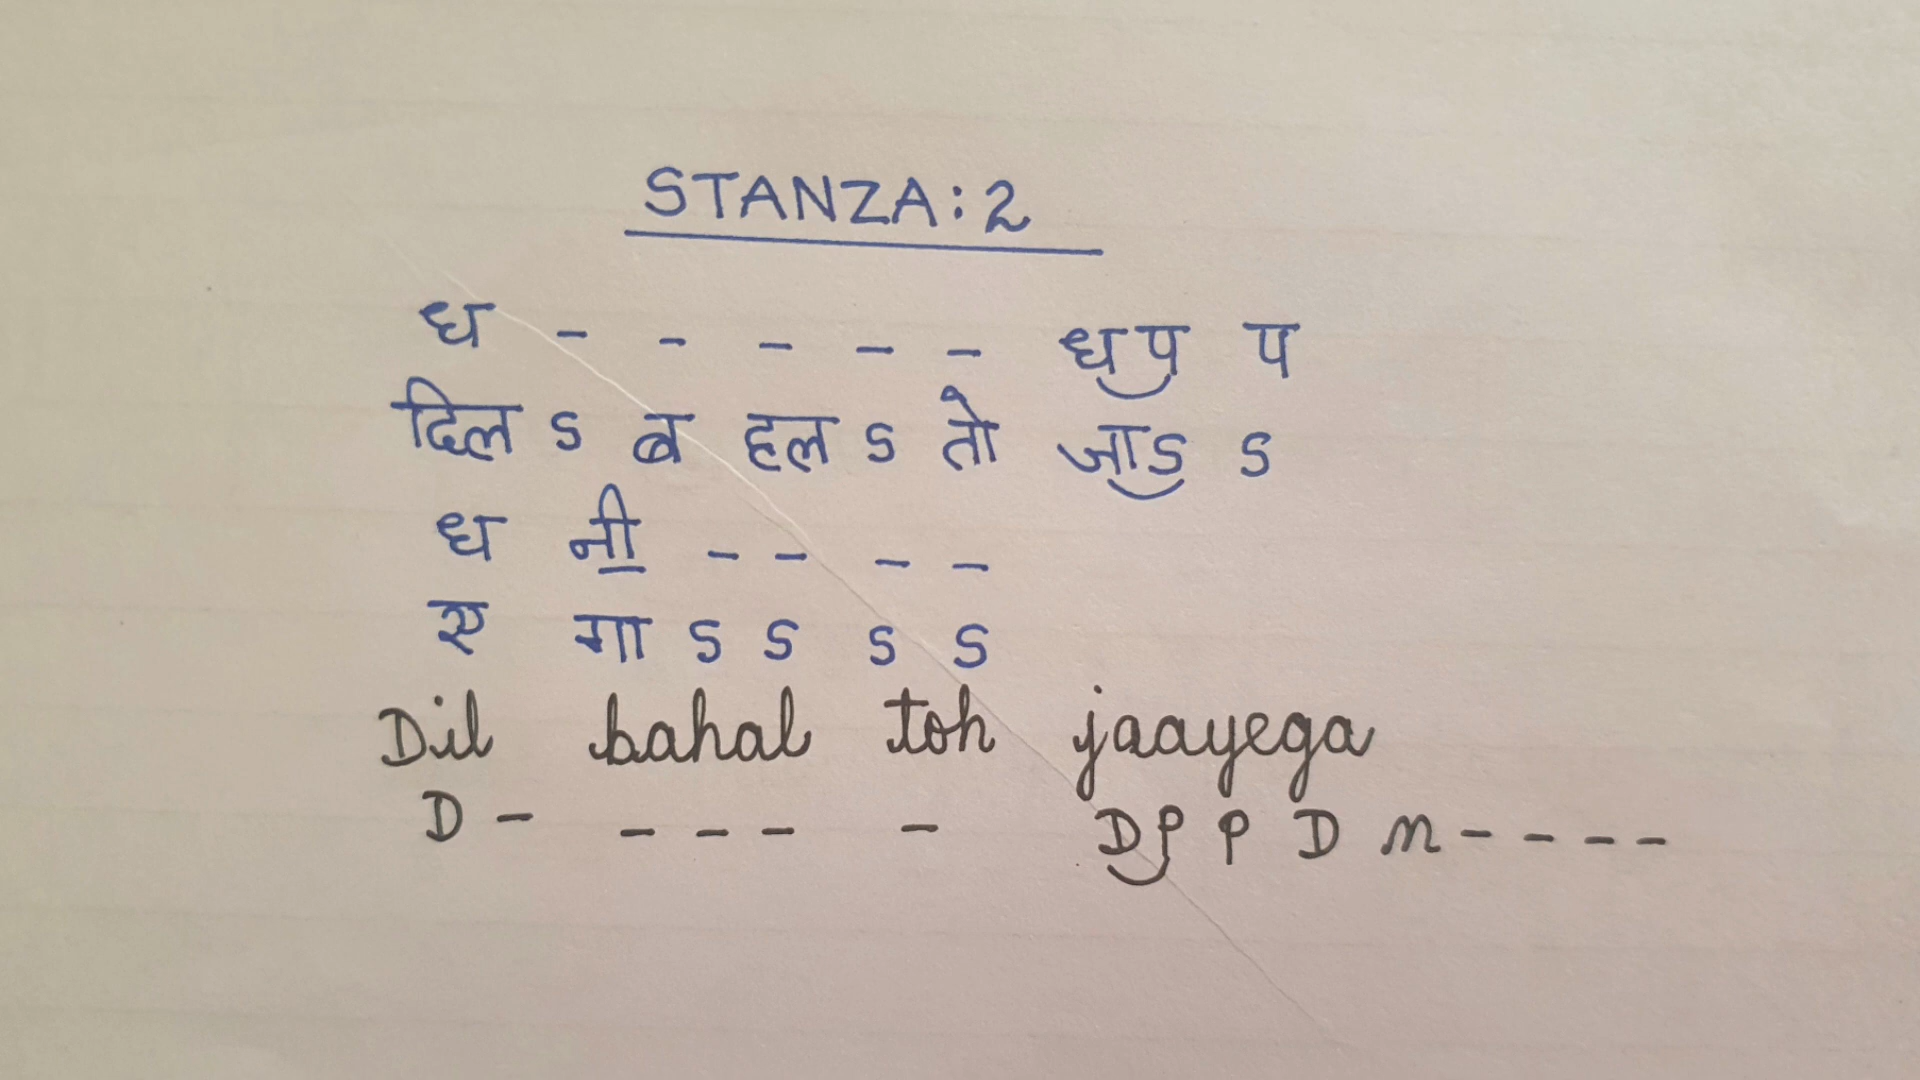 STANZA: 2
ध - - - - - धप प
दिल ऽ ब हल ऽ तो जाऽ ऽ
ध नी॒ - - - -
ए गा ऽ ऽ ऽ ऽ
Dil bahal toh jaayega
D - - - - - DP P D n - - - -